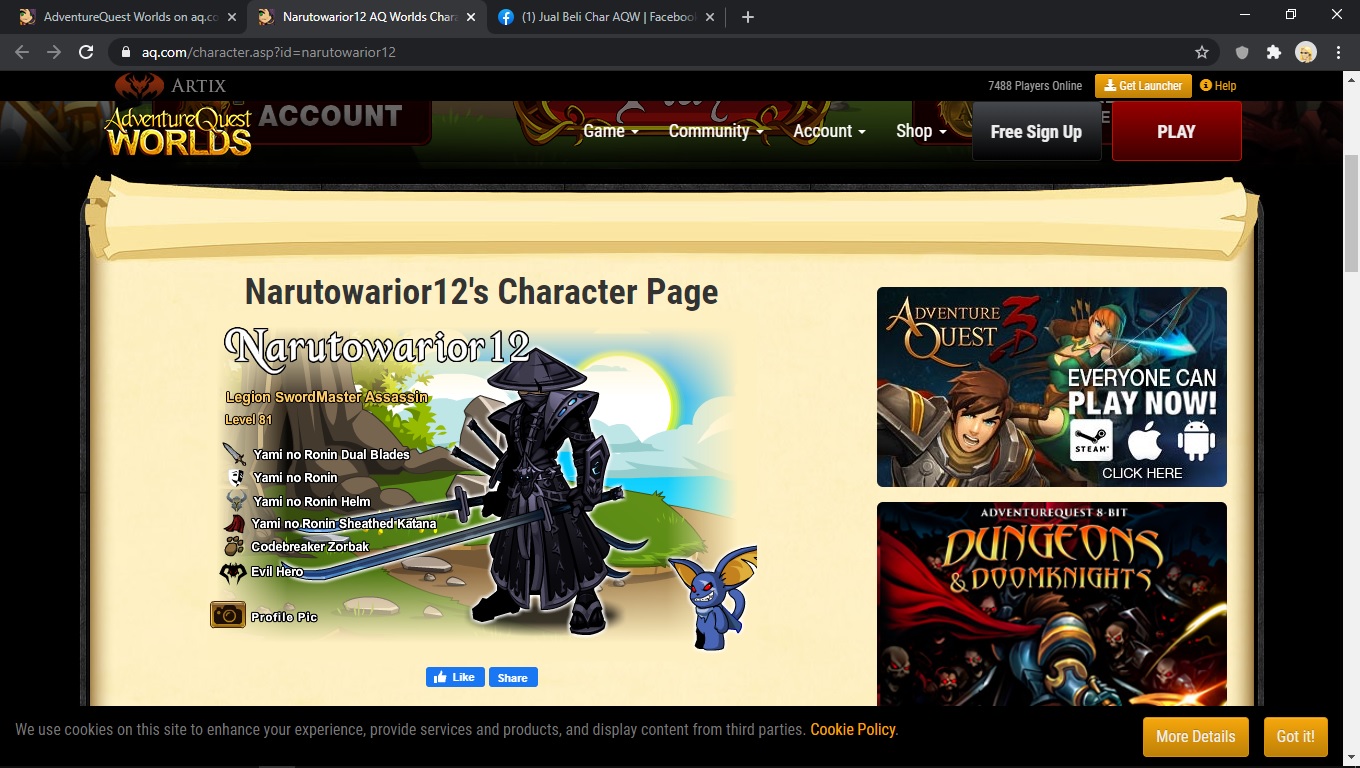 AdventureQuest Worlds on aq.co
Narutowarior12 AQ Worlds Chara
(1) Jual Beli Char AQW | Facebook
aq.com/character.asp?id=narutowarior12
ARTIX
7488 Players Online
Get Launcher
Help
AdventureQuest
WORLDS
ACCOUNT
Game
Community
Account
Shop
Free Sign Up
PLAY
Narutowarior12's Character Page
Narutowarior12
Legion SwordMaster Assassin
Level 81
Yami no Ronin Dual Blades
Yami no Ronin
Yami no Ronin Helm
Yami no Ronin Sheathed Katana
Codebreaker Zorbak
Evil Hero
Profile Pic
Like
Share
ADVENTURE
QUEST 3D
EVERYONE CAN
PLAY NOW!
STEAM
CLICK HERE
ADVENTUREQUEST 8-BIT
DUNGEONS
& DOOMKNIGHTS
We use cookies on this site to enhance your experience, provide services and products, and display content from third parties. Cookie Policy.
More Details
Got it!